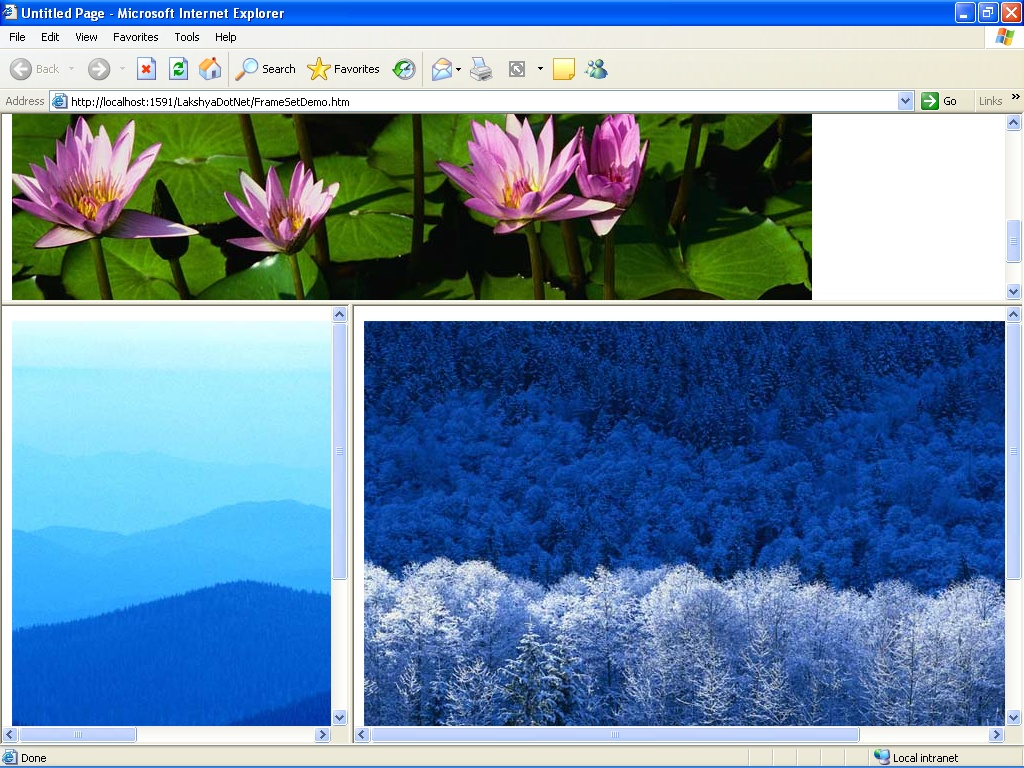 Untitled Page - Microsoft Internet Explorer
File Edit View Favorites Tools Help
Back Search Favorites
Address http://localhost:1591/LakshyaDotNet/FrameSetDemo.htm Go Links »
Done Local intranet